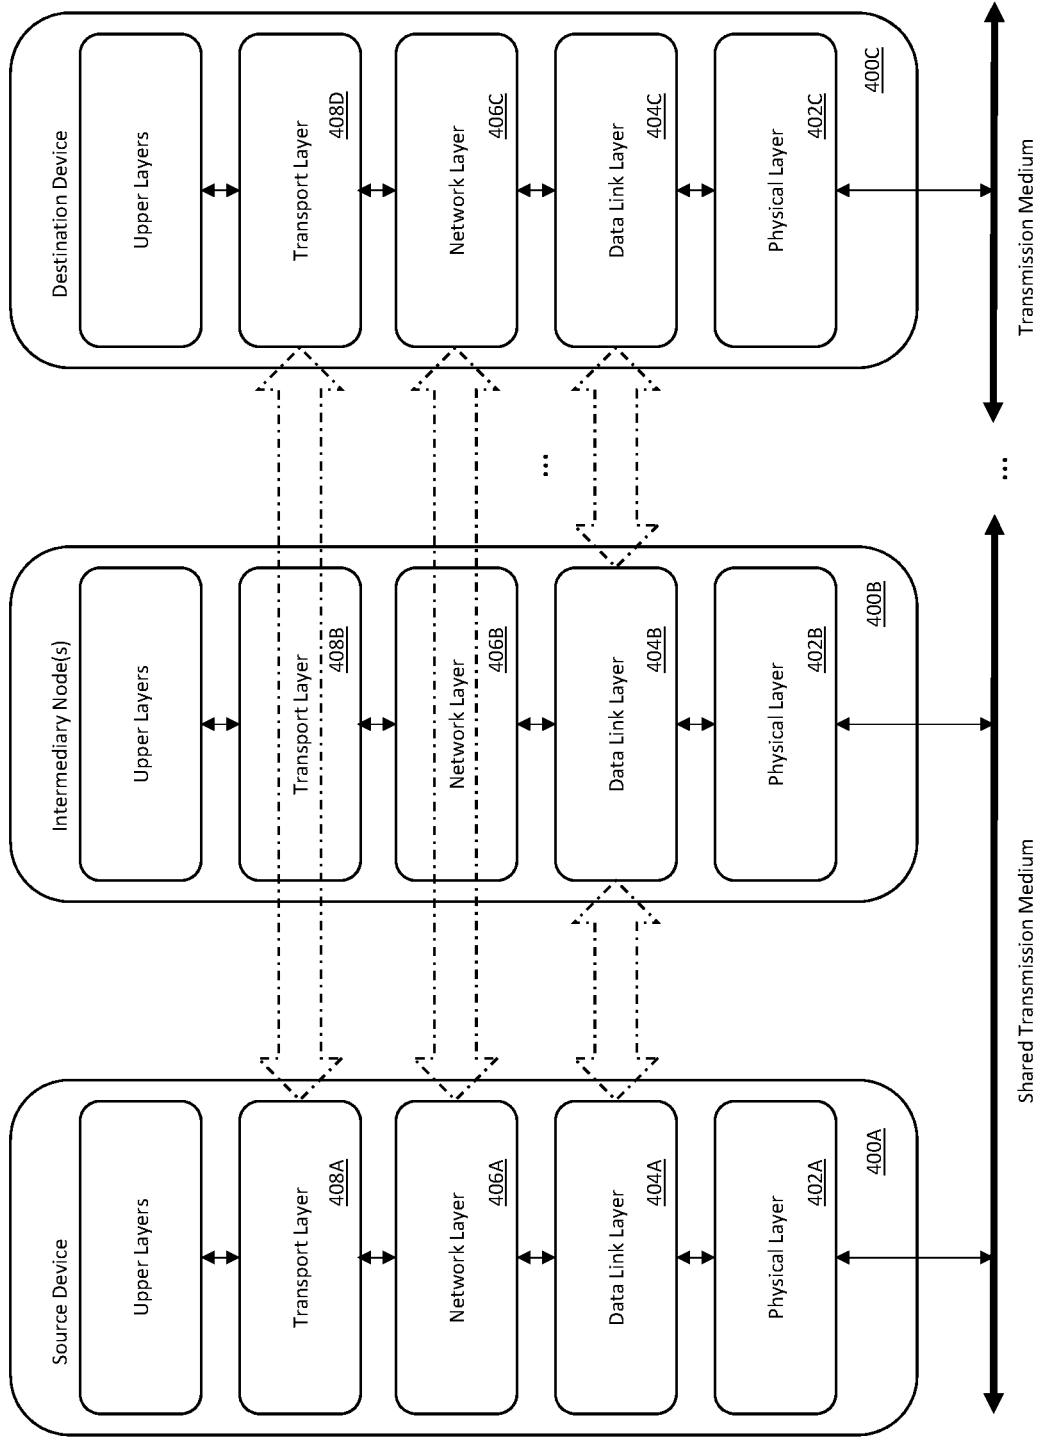 Source Device
Upper Layers
Transport Layer
408A
Network Layer
406A
Data Link Layer
404A
Physical Layer
402A
400A
Intermediary Node(s)
Upper Layers
Transport Layer
408B
Network Layer
406B
Data Link Layer
404B
Physical Layer
402B
400B
...
Destination Device
Upper Layers
Transport Layer
408D
Network Layer
406C
Data Link Layer
404C
Physical Layer
402C
400C
Shared Transmission Medium
...
Transmission Medium